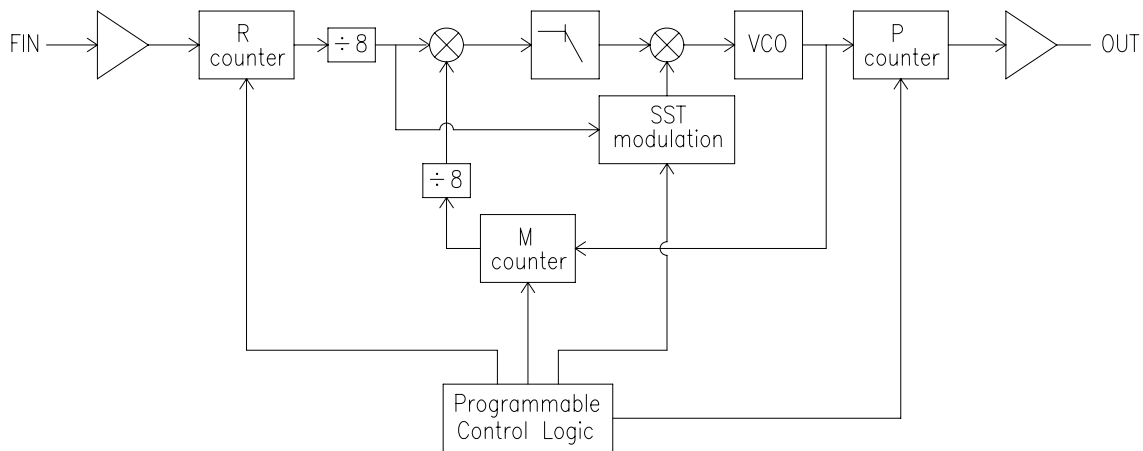 FIN
R
counter
÷8
VCO
P
counter
OUT
SST
modulation
÷8
M
counter
Programmable
Control Logic